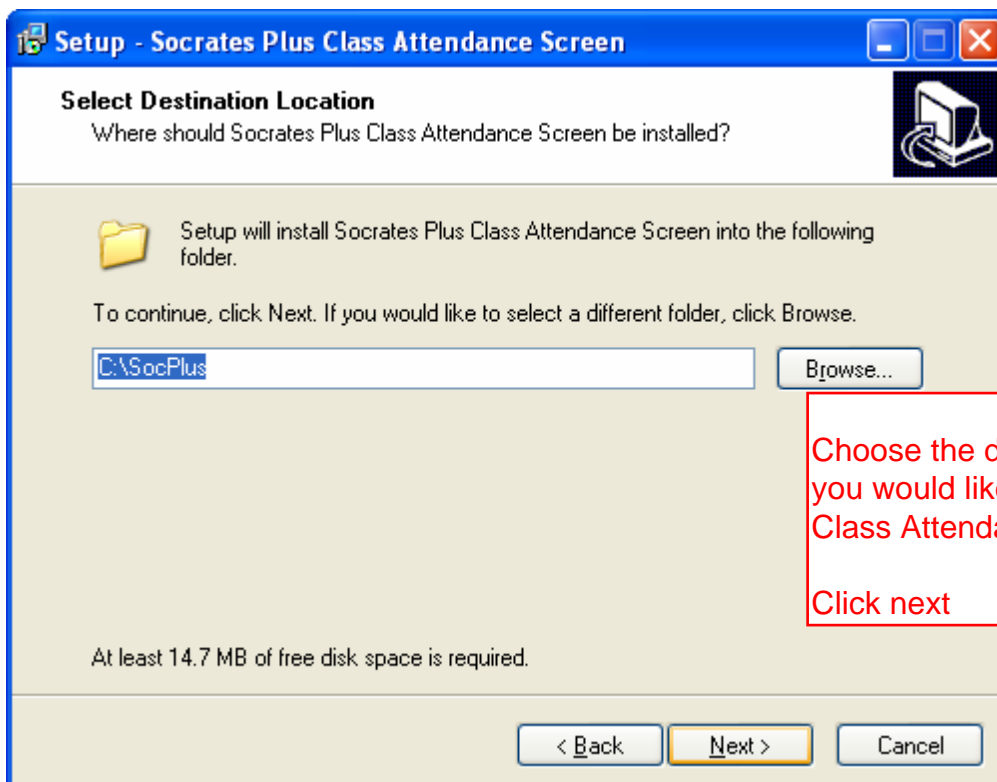 Setup - Socrates Plus Class Attendance Screen
Select Destination Location
Where should Socrates Plus Class Attendance Screen be installed?
Setup will install Socrates Plus Class Attendance Screen into the following
folder.
To continue, click Next. If you would like to select a different folder, click Browse.
C:\SocPlus
Browse...
Choose the
you would
Class
Click next
At least 14.7 MB of free disk space is required.
< Back
Next >
Cancel